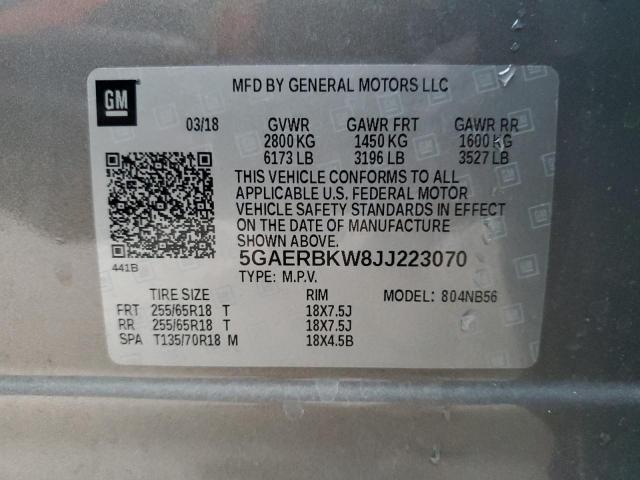 GM
MFD BY GENERAL MOTORS LLC
03/18 GVWR GAWR FRT GAWR RR
2800 KG 1450 KG 1600 KG
6173 LB 3196 LB 3527 LB
THIS VEHICLE CONFORMS TO ALL
APPLICABLE U.S. FEDERAL MOTOR
VEHICLE SAFETY STANDARDS IN EFFECT
ON THE DATE OF MANUFACTURE
SHOWN ABOVE.
5GAERBKW8JJ223070
441B TYPE: M.P.V.
TIRE SIZE RIM MODEL: 804NB56
FRT 255/65R18 T 18X7.5J
RR 255/65R18 T 18X7.5J
SPA T135/70R18 M 18X4.5B